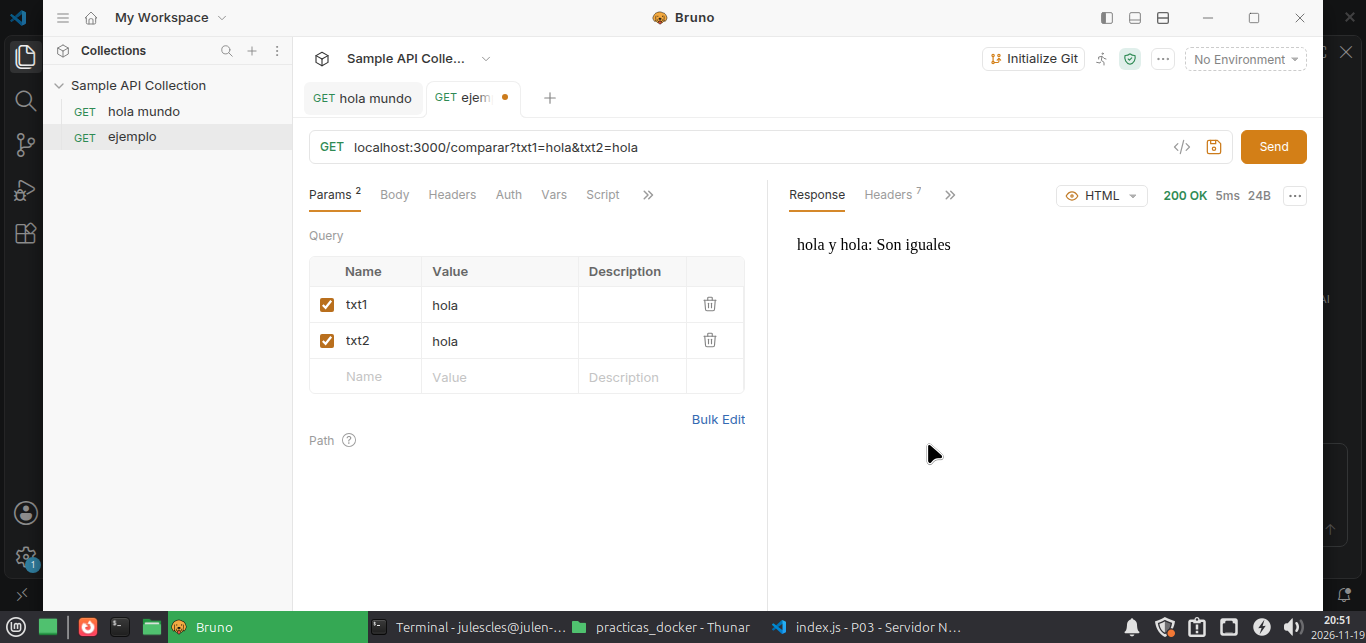 My Workspace
Bruno
Collections
Sample API Collection
GET hola mundo
GET ejemplo
Sample API Colle...
Initialize Git
No Environment
GET hola mundo
GET ejem
GET localhost:3000/comparar?txt1=hola&txt2=hola
Send
Params 2 Body Headers Auth Vars Script
Response Headers 7 HTML 200 OK 5ms 24B
Query
Name Value Description
txt1 hola
txt2 hola
Name Value Description
Bulk Edit
Path ?
hola y hola: Son iguales
AI
1
Bruno
Terminal - julescles@julen-...
practicas_docker - Thunar
index.js - P03 - Servidor N...
20:51
2026-11-19